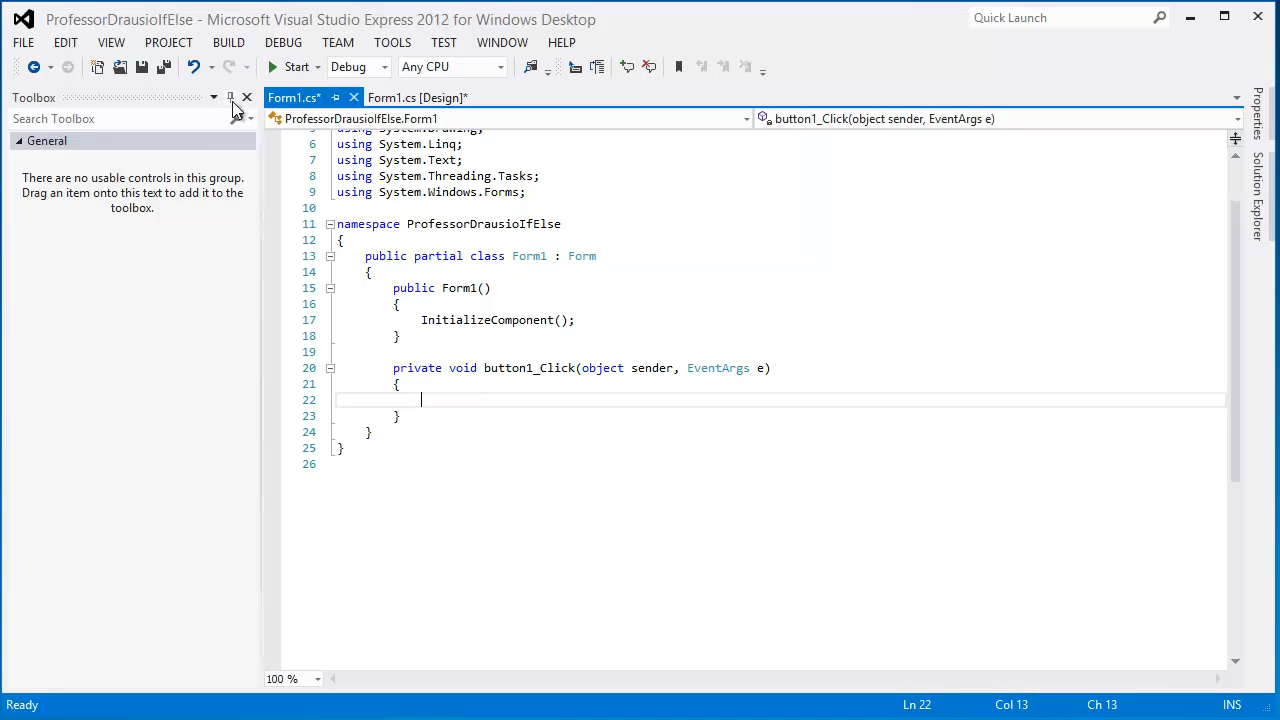 ProfessorDrausioIfElse - Microsoft Visual Studio Express 2012 for Windows Desktop
Quick Launch
FILE EDIT VIEW PROJECT BUILD DEBUG TEAM TOOLS TEST WINDOW HELP
Start Debug Any CPU
Toolbox
Form1.cs* Form1.cs [Design]*
Search Toolbox
ProfessorDrausioIfElse.Form1
button1_Click(object sender, EventArgs e)
General
There are no usable controls in this group.
Drag an item onto this text to add it to the
toolbox.
5 using System.Drawing;
6 using System.Linq;
7 using System.Text;
8 using System.Threading.Tasks;
9 using System.Windows.Forms;
10
11 namespace ProfessorDrausioIfElse
12 {
13 public partial class Form1 : Form
14 {
15 public Form1()
16 {
17 InitializeComponent();
18 }
19
20 private void button1_Click(object sender, EventArgs e)
21 {
22
23 }
24 }
25 }
26
Properties
Solution Explorer
100 %
Ready
Ln 22 Col 13 Ch 13 INS